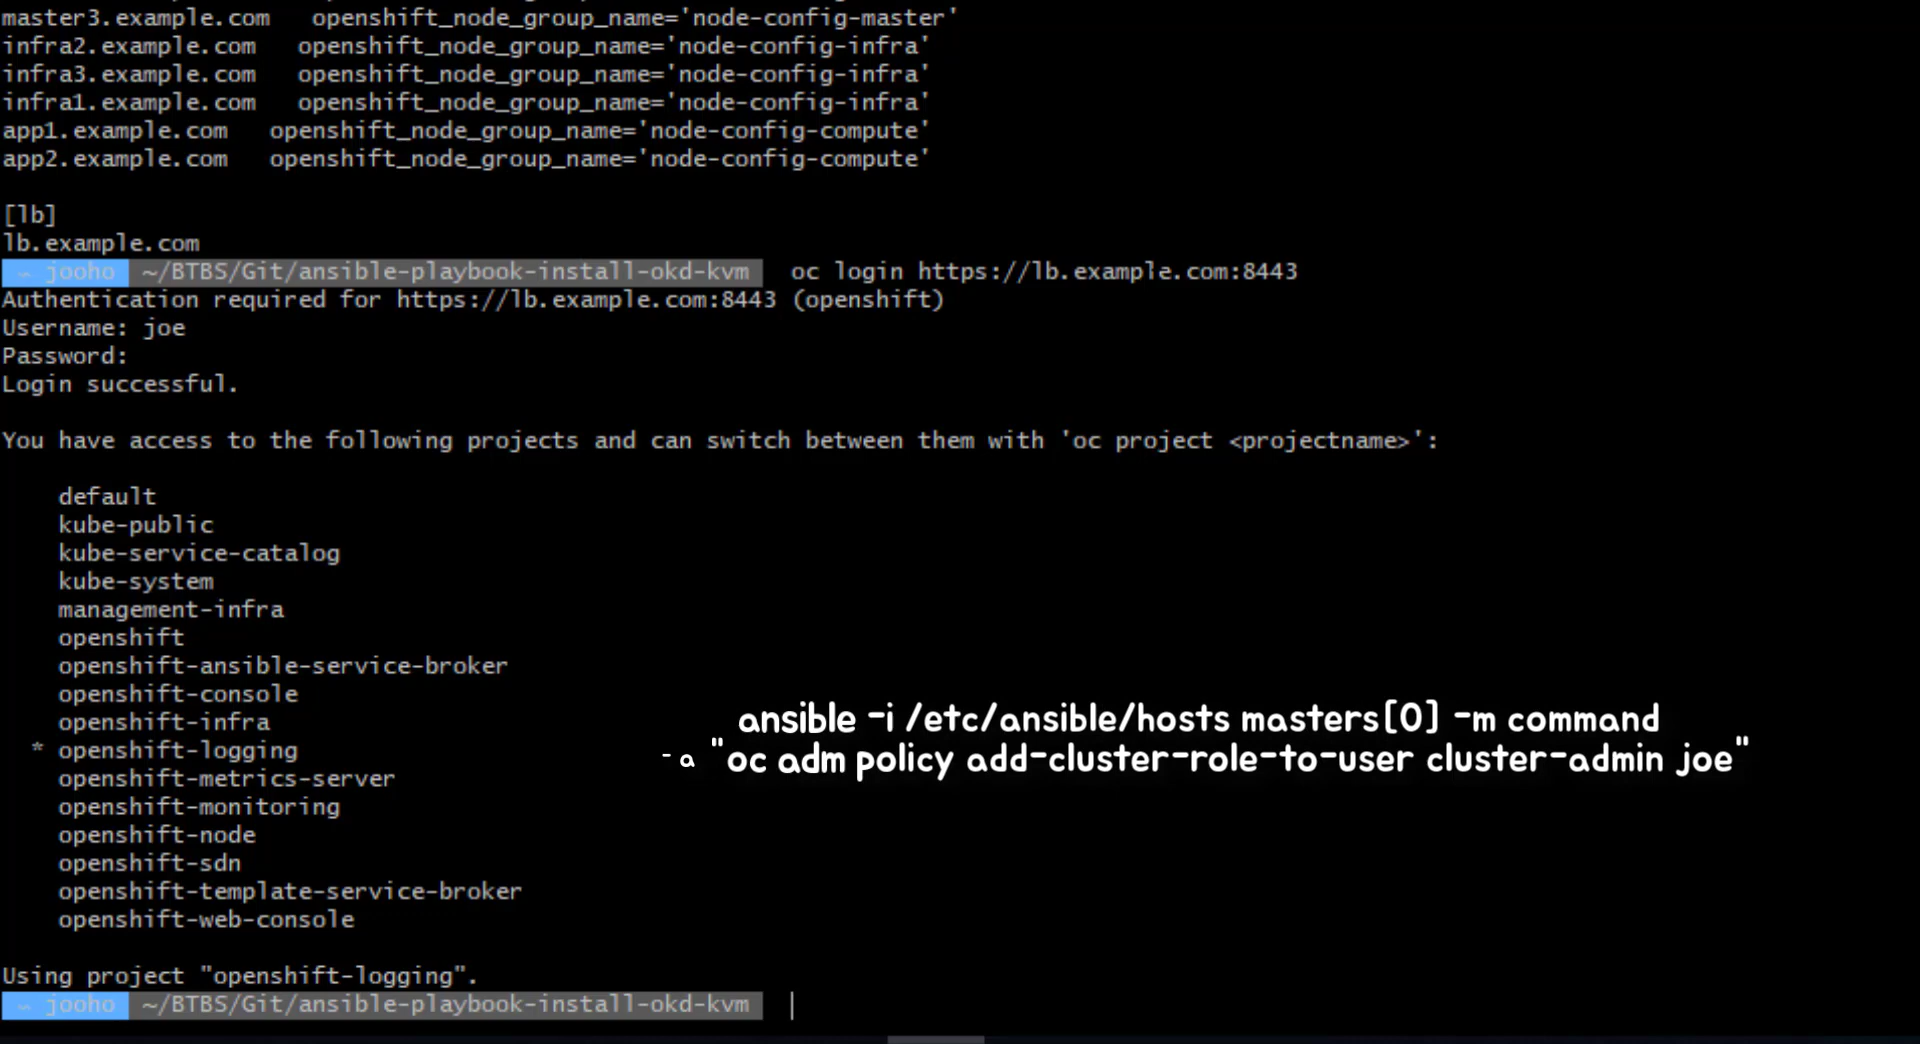 master3.example.com   openshift_node_group_name='node-config-master'
infra2.example.com   openshift_node_group_name='node-config-infra'
infra3.example.com   openshift_node_group_name='node-config-infra'
infra1.example.com   openshift_node_group_name='node-config-infra'
app1.example.com   openshift_node_group_name='node-config-compute'
app2.example.com   openshift_node_group_name='node-config-compute'
[lb]
lb.example.com
~ jooho ~/BTBS/Git/ansible-playbook-install-okd-kvm  oc login https://lb.example.com:8443
Authentication required for https://lb.example.com:8443 (openshift)
Username: joe
Password:
Login successful.
You have access to the following projects and can switch between them with 'oc project <projectname>':
default
kube-public
kube-service-catalog
kube-system
management-infra
openshift
openshift-ansible-service-broker
openshift-console
openshift-infra
* openshift-logging
openshift-metrics-server
openshift-monitoring
openshift-node
openshift-sdn
openshift-template-service-broker
openshift-web-console
ansible -i /etc/ansible/hosts masters[0] -m command
-a "oc adm policy add-cluster-role-to-user cluster-admin joe"
Using project "openshift-logging".
~ jooho ~/BTBS/Git/ansible-playbook-install-okd-kvm